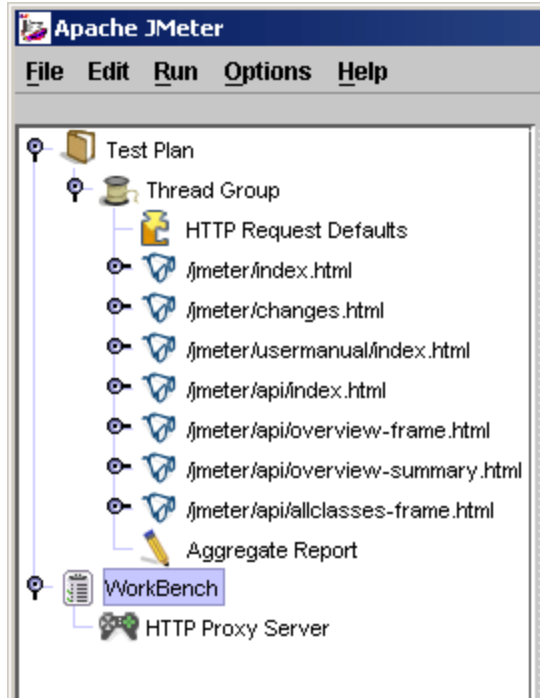 Apache JMeter
File Edit Run Options Help
Test Plan
Thread Group
HTTP Request Defaults
/jmeter/index.html
/jmeter/changes.html
/jmeter/usermanual/index.html
/jmeter/api/index.html
/jmeter/api/overview-frame.html
/jmeter/api/overview-summary.html
/jmeter/api/allclasses-frame.html
Aggregate Report
WorkBench
HTTP Proxy Server